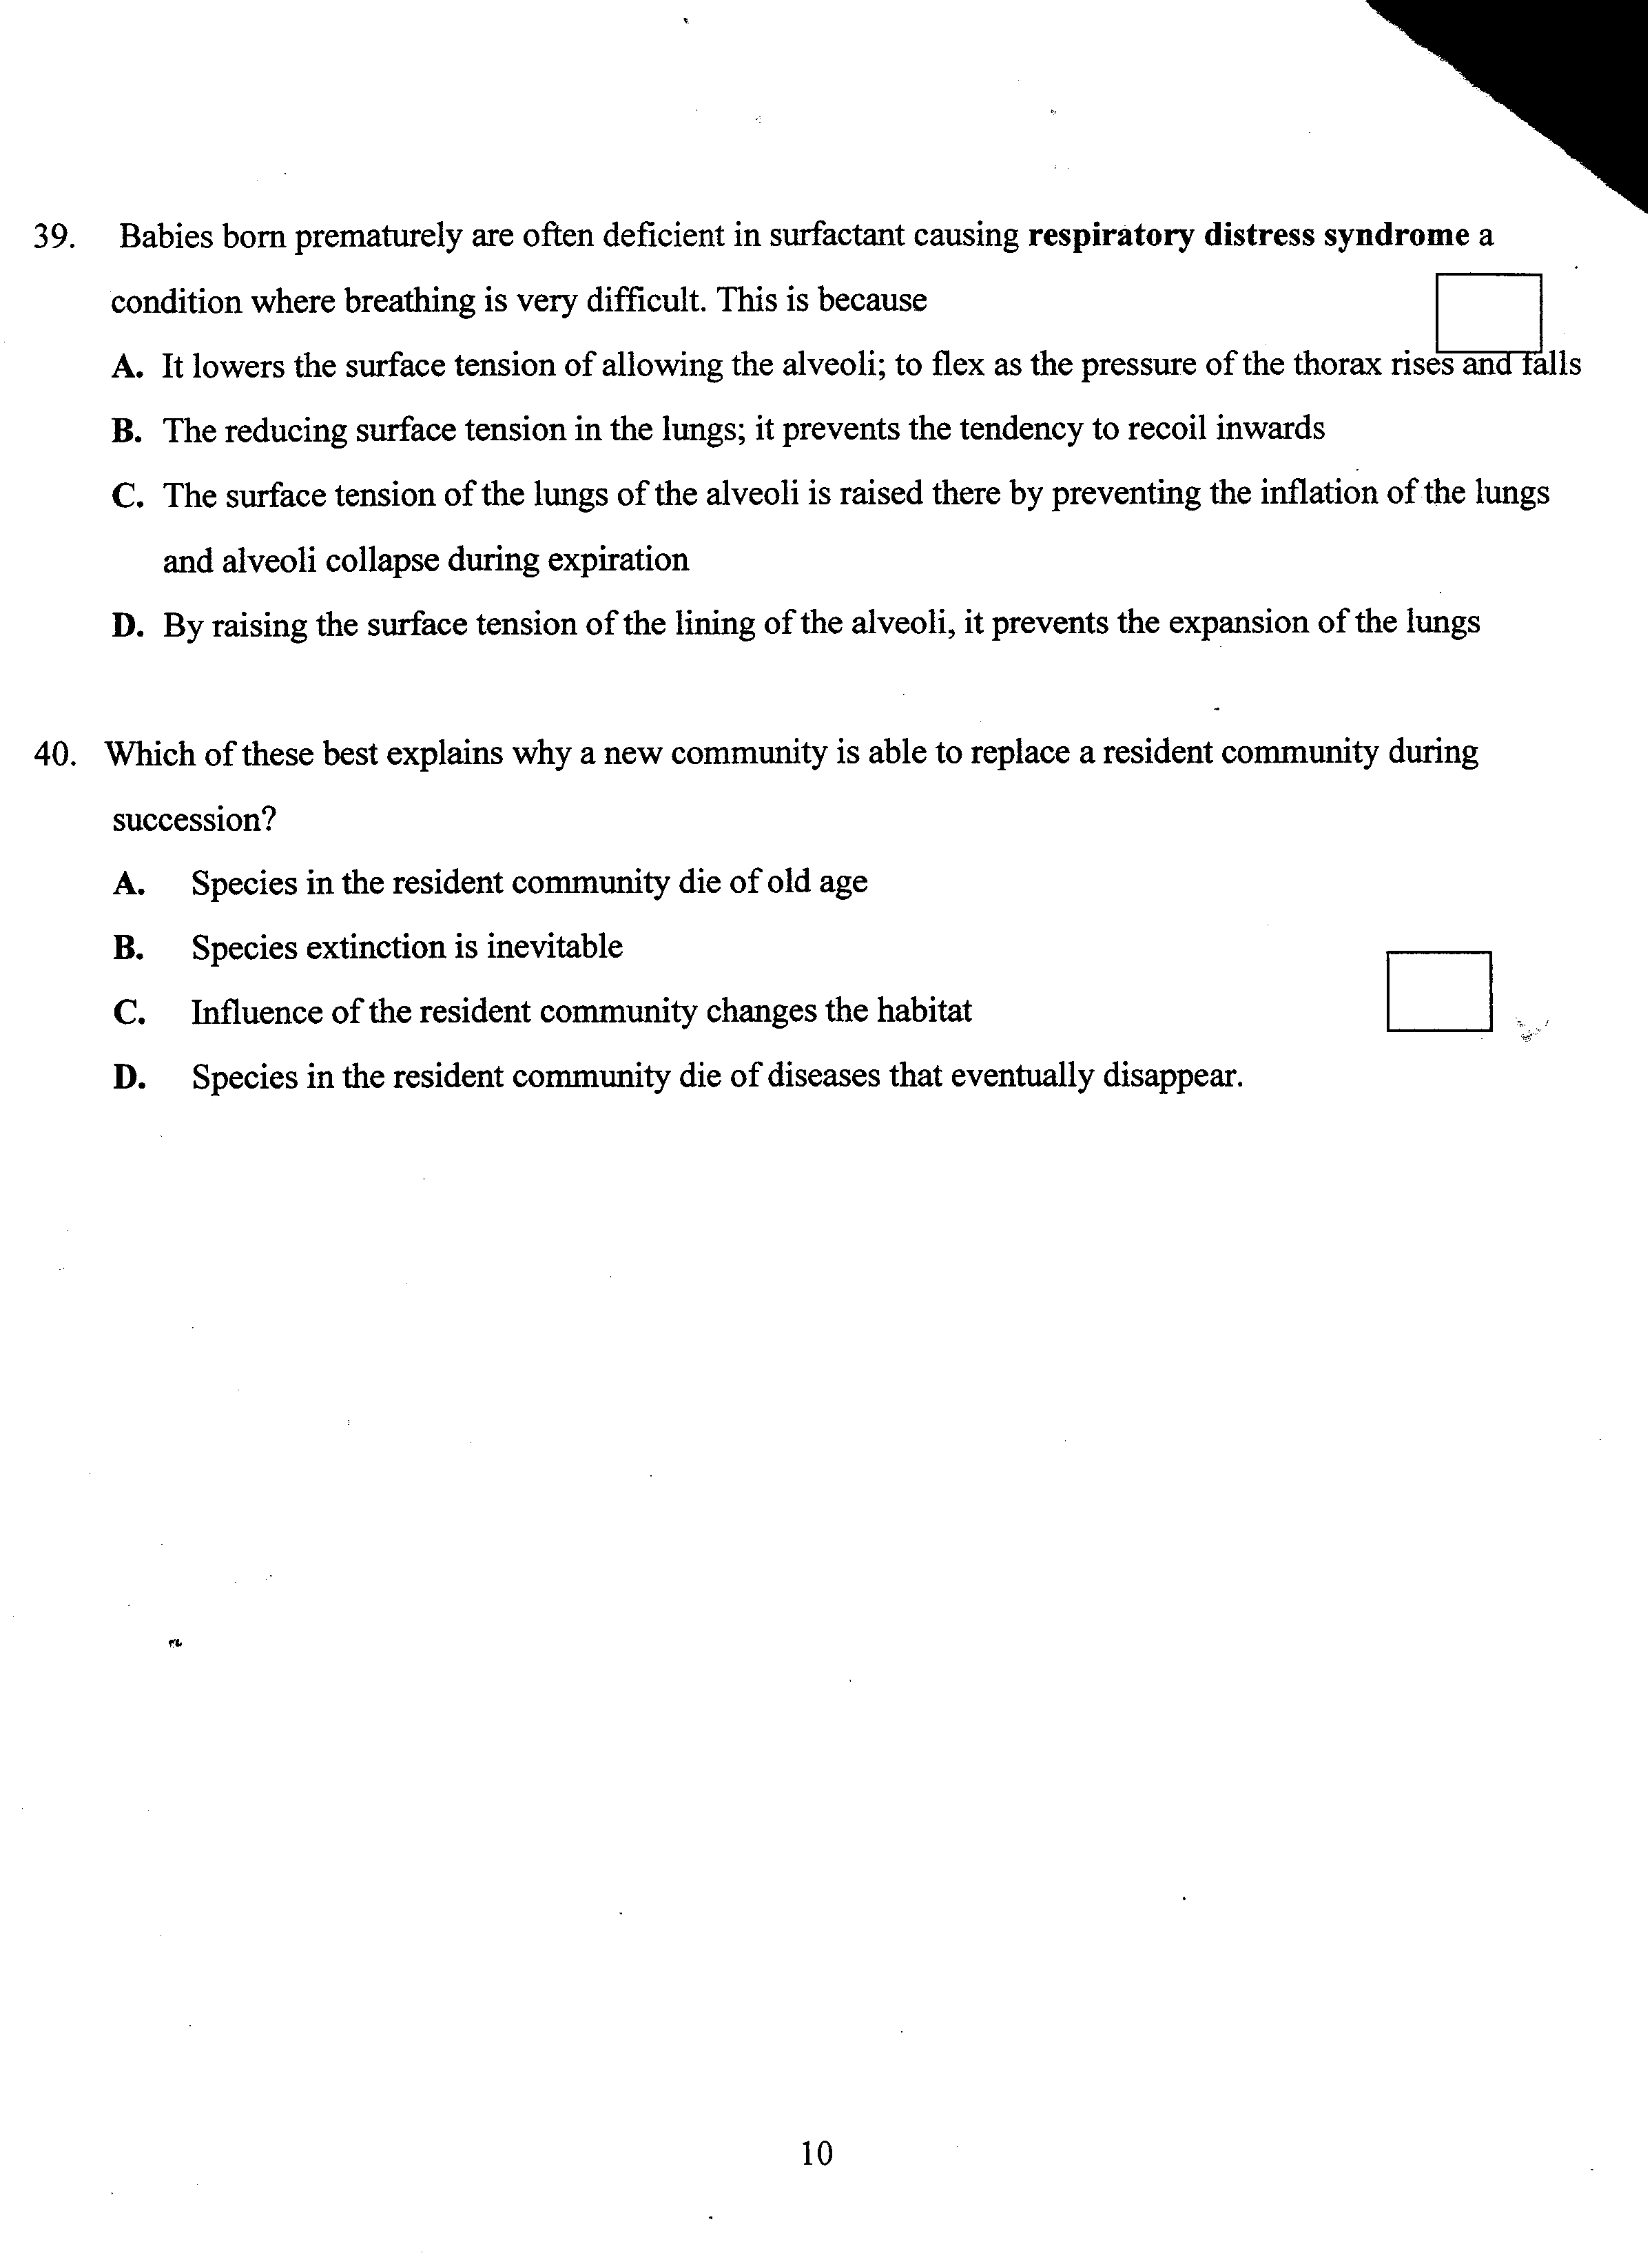 39. Babies born prematurely are often deficient in surfactant causing respiratory distress syndrome a
condition where breathing is very difficult. This is because
A. It lowers the surface tension of allowing the alveoli; to flex as the pressure of the thorax rises and falls
B. The reducing surface tension in the lungs; it prevents the tendency to recoil inwards
C. The surface tension of the lungs of the alveoli is raised there by preventing the inflation of the lungs
and alveoli collapse during expiration
D. By raising the surface tension of the lining of the alveoli, it prevents the expansion of the lungs
40. Which of these best explains why a new community is able to replace a resident community during
succession?
A. Species in the resident community die of old age
B. Species extinction is inevitable
C. Influence of the resident community changes the habitat
D. Species in the resident community die of diseases that eventually disappear.
10